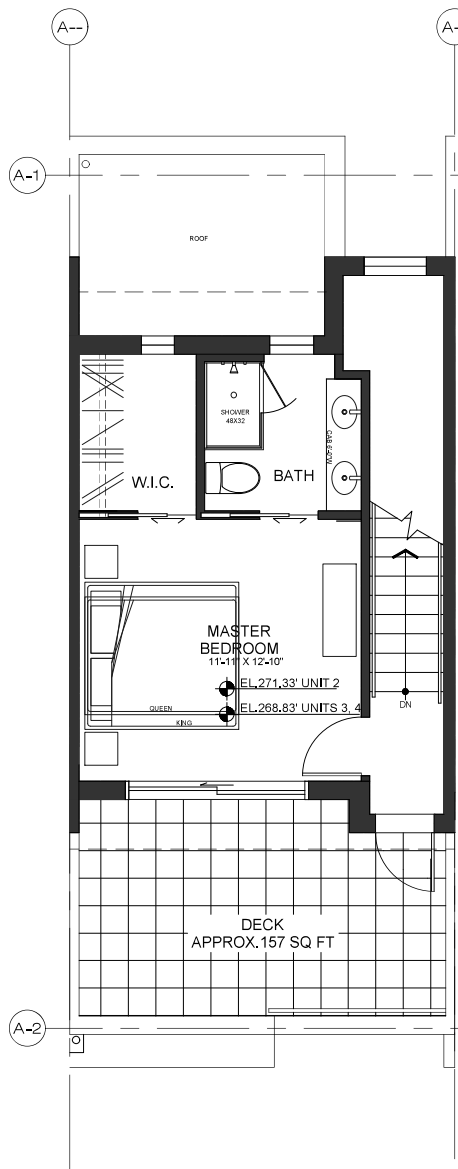 A--
A-
A-1
ROOF
SHOWER
48X32
CAB 6'-0"W
W.I.C.
BATH
MASTER
BEDROOM
11'-11" X 12'-10"
EL.271.33' UNIT 2
EL.268.83' UNITS 3, 4
QUEEN
KING
DN
DECK
APPROX.157 SQ FT
A-2